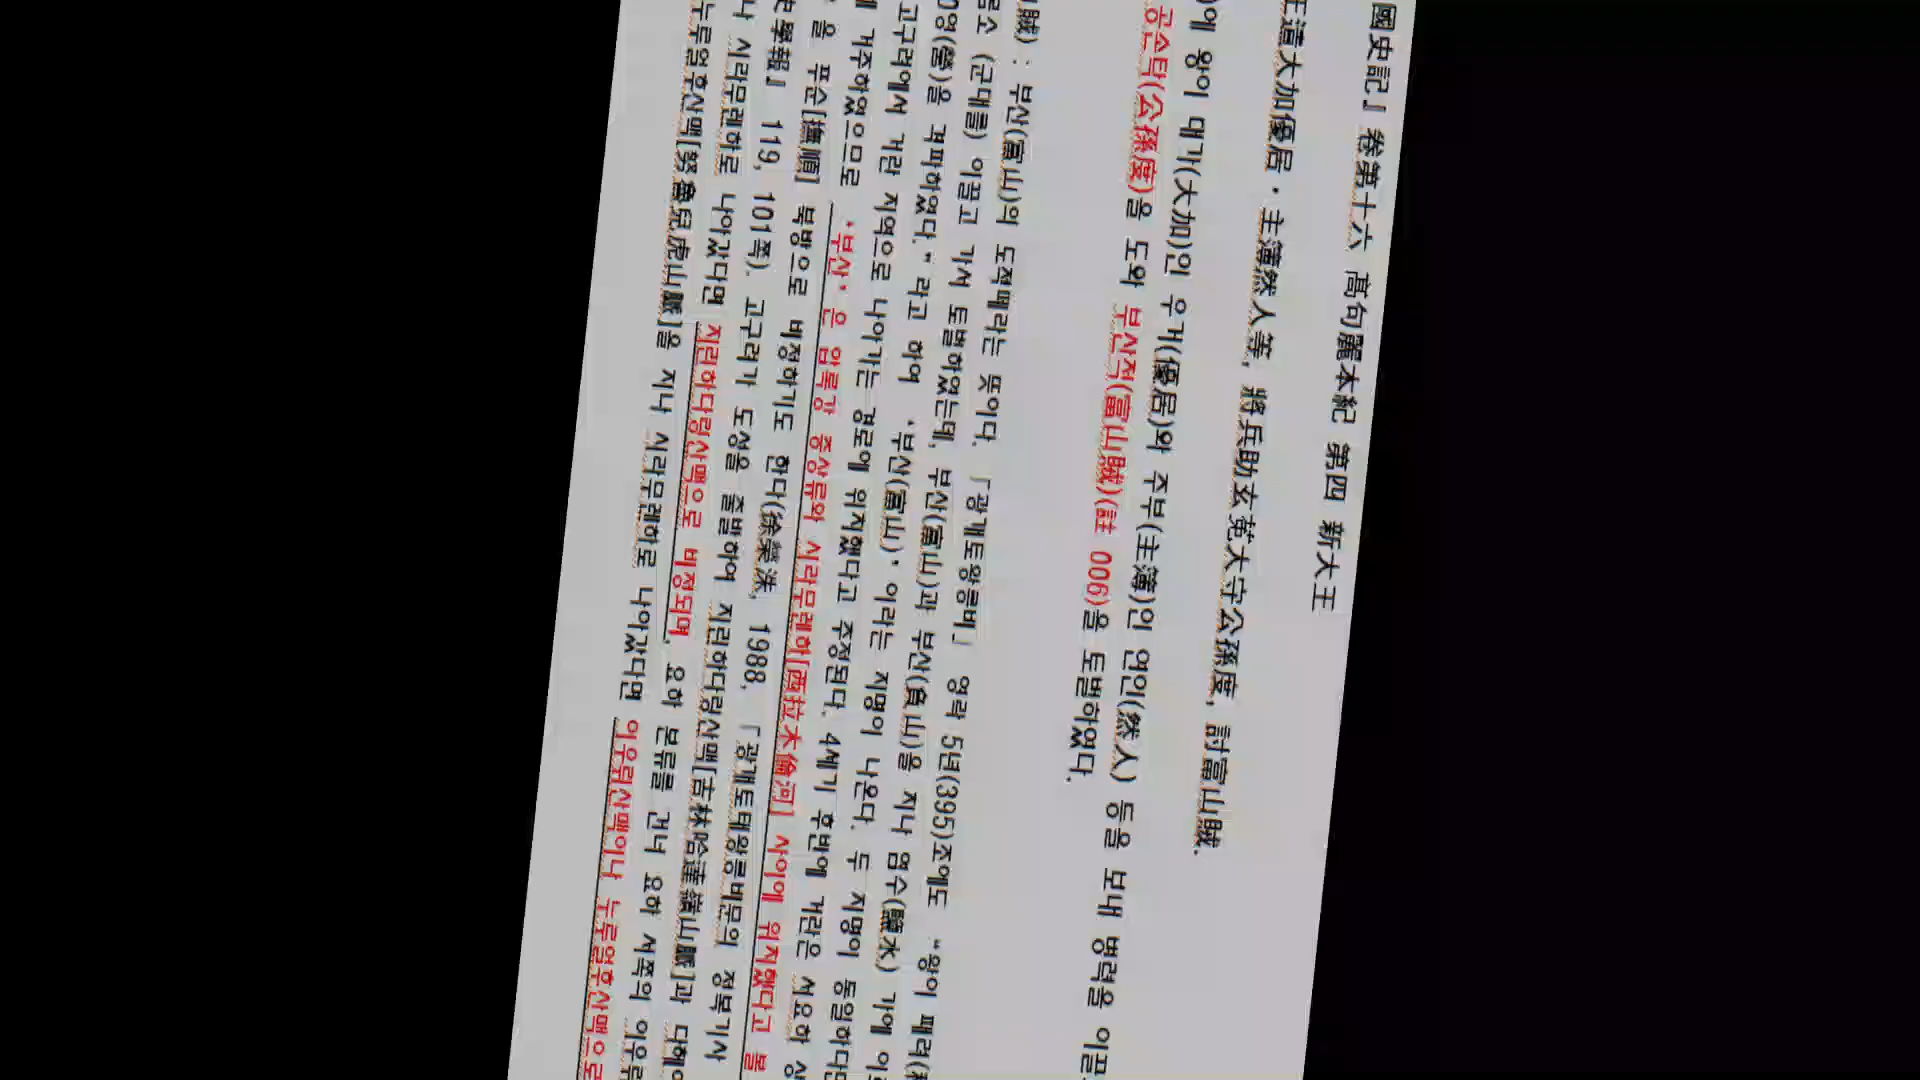 國史記』 卷第十六 高句麗本紀 第四 新大王
王遣大加優居·主簿然人等, 將兵助玄菟大守公孫度, 討富山賊.
)에 왕이 대가(大加)인 우거(優居)와 주부(主簿)인 연인(然人) 등을 보내 병력을 이끌
공손탁(公孫度)을 도와 부산적(富山賊)(註 006)을 토벌하였다.
賊) : 부산(富山)의 도적떼라는 뜻이다. 「광개토왕릉비」 영락 5년(395)조에도 “왕이 패려(
(군대를) 이끌고 가서 토벌하였는데, 부산(富山)과 부산(負山)을 지나 염수(鹽水) 가에 이
영(營)을 격파하였다.“ 라고 하여 ‘부산(富山)’ 이라는 지명이 나온다. 두 지명이 동일하다면
고구려에서 거란 지역으로 나아가는 경로에 위치했다고 추정된다. 4세기 후반에 거란은 서요하 상
에 거주하였으므로 ‘부산’ 은 압록강 중상류와 시라무렌하[西拉木倫河] 사이에 위치했다고 볼
을 무순[撫順] 북방으로 비정하기도 한다(徐榮洙, 1988, 「광개토태왕릉비문의 정복기사
史學報』 119, 101쪽). 고구려가 도성을 출발하여 지린하다링산맥[吉林哈達嶺山脈]과 다헤이
나 시라무렌하로 나아갔다면 지린하다링산맥으로 비정되며, 요하 본류를 건너 요하 서쪽의 이우뤼
누루얼후산맥[努魯兒虎山脈]을 지나 시라무렌하로 나아갔다면 이우뤼산맥이나 누루얼후산맥으로